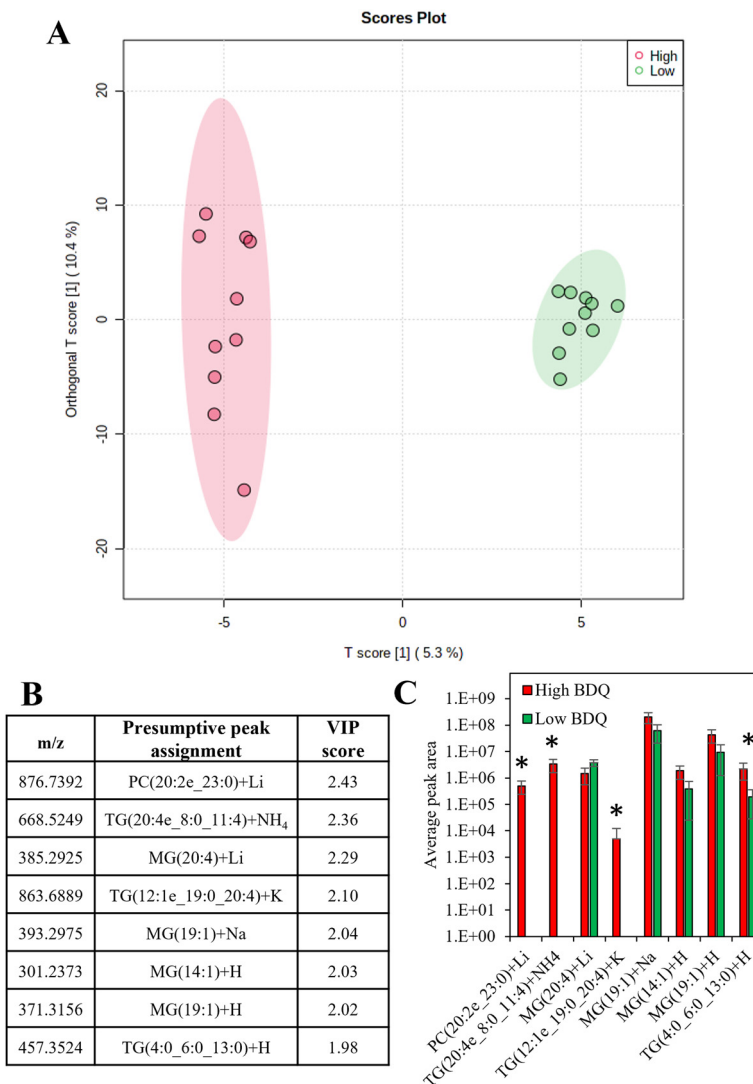 A
Scores Plot
High
Low
20
10
0
-10
-20
Orthogonal T score [1] ( 10.4 %)
-5
0
5
T score [1] ( 5.3 %)
B
m/z
Presumptive peak assignment
VIP score
876.7392 PC(20:2e_23:0)+Li 2.43
668.5249 TG(20:4e_8:0_11:4)+NH₄ 2.36
385.2925 MG(20:4)+Li 2.29
863.6889 TG(12:1e_19:0_20:4)+K 2.10
393.2975 MG(19:1)+Na 2.04
301.2373 MG(14:1)+H 2.03
371.3156 MG(19:1)+H 2.02
457.3524 TG(4:0_6:0_13:0)+H 1.98
C
High BDQ
Low BDQ
1.E+09
1.E+08
1.E+07
1.E+06
1.E+05
1.E+04
1.E+03
1.E+02
1.E+01
1.E+00
Average peak area
*
*
*
*
PC(20:2e_23:0)+Li
TG(20:4e_8:0_11:4)+NH4
MG(20:4)+Li
TG(12:1e_19:0_20:4)+K
MG(19:1)+Na
MG(14:1)+H
MG(19:1)+H
TG(4:0_6:0_13:0)+H